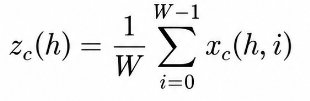 z_c(h) = \frac{1}{W} \sum_{i=0}^{W-1} x_c(h, i)